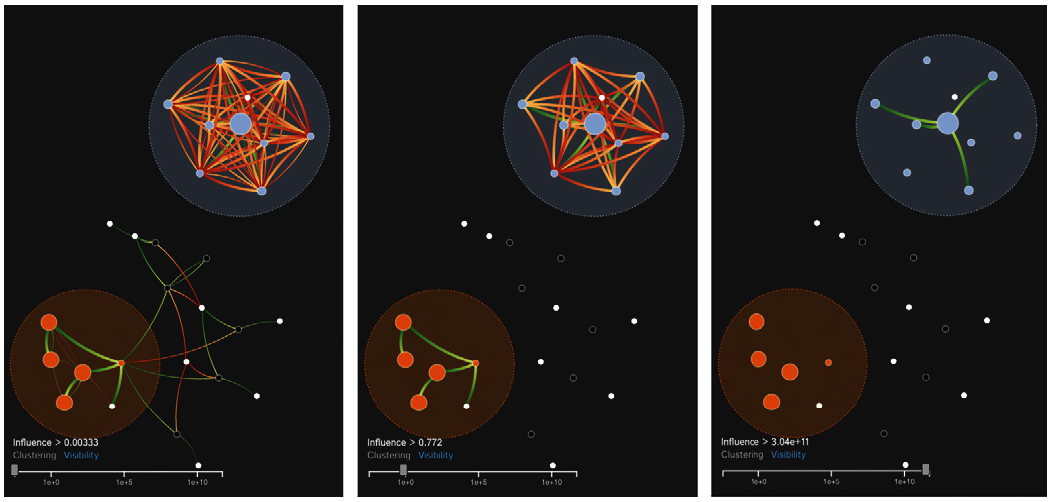 Influence > 0.00333
Clustering Visibility
1e+0 1e+5 1e+10
Influence > 0.772
Clustering Visibility
1e+0 1e+5 1e+10
Influence > 3.04e+11
Clustering Visibility
1e+0 1e+5 1e+10